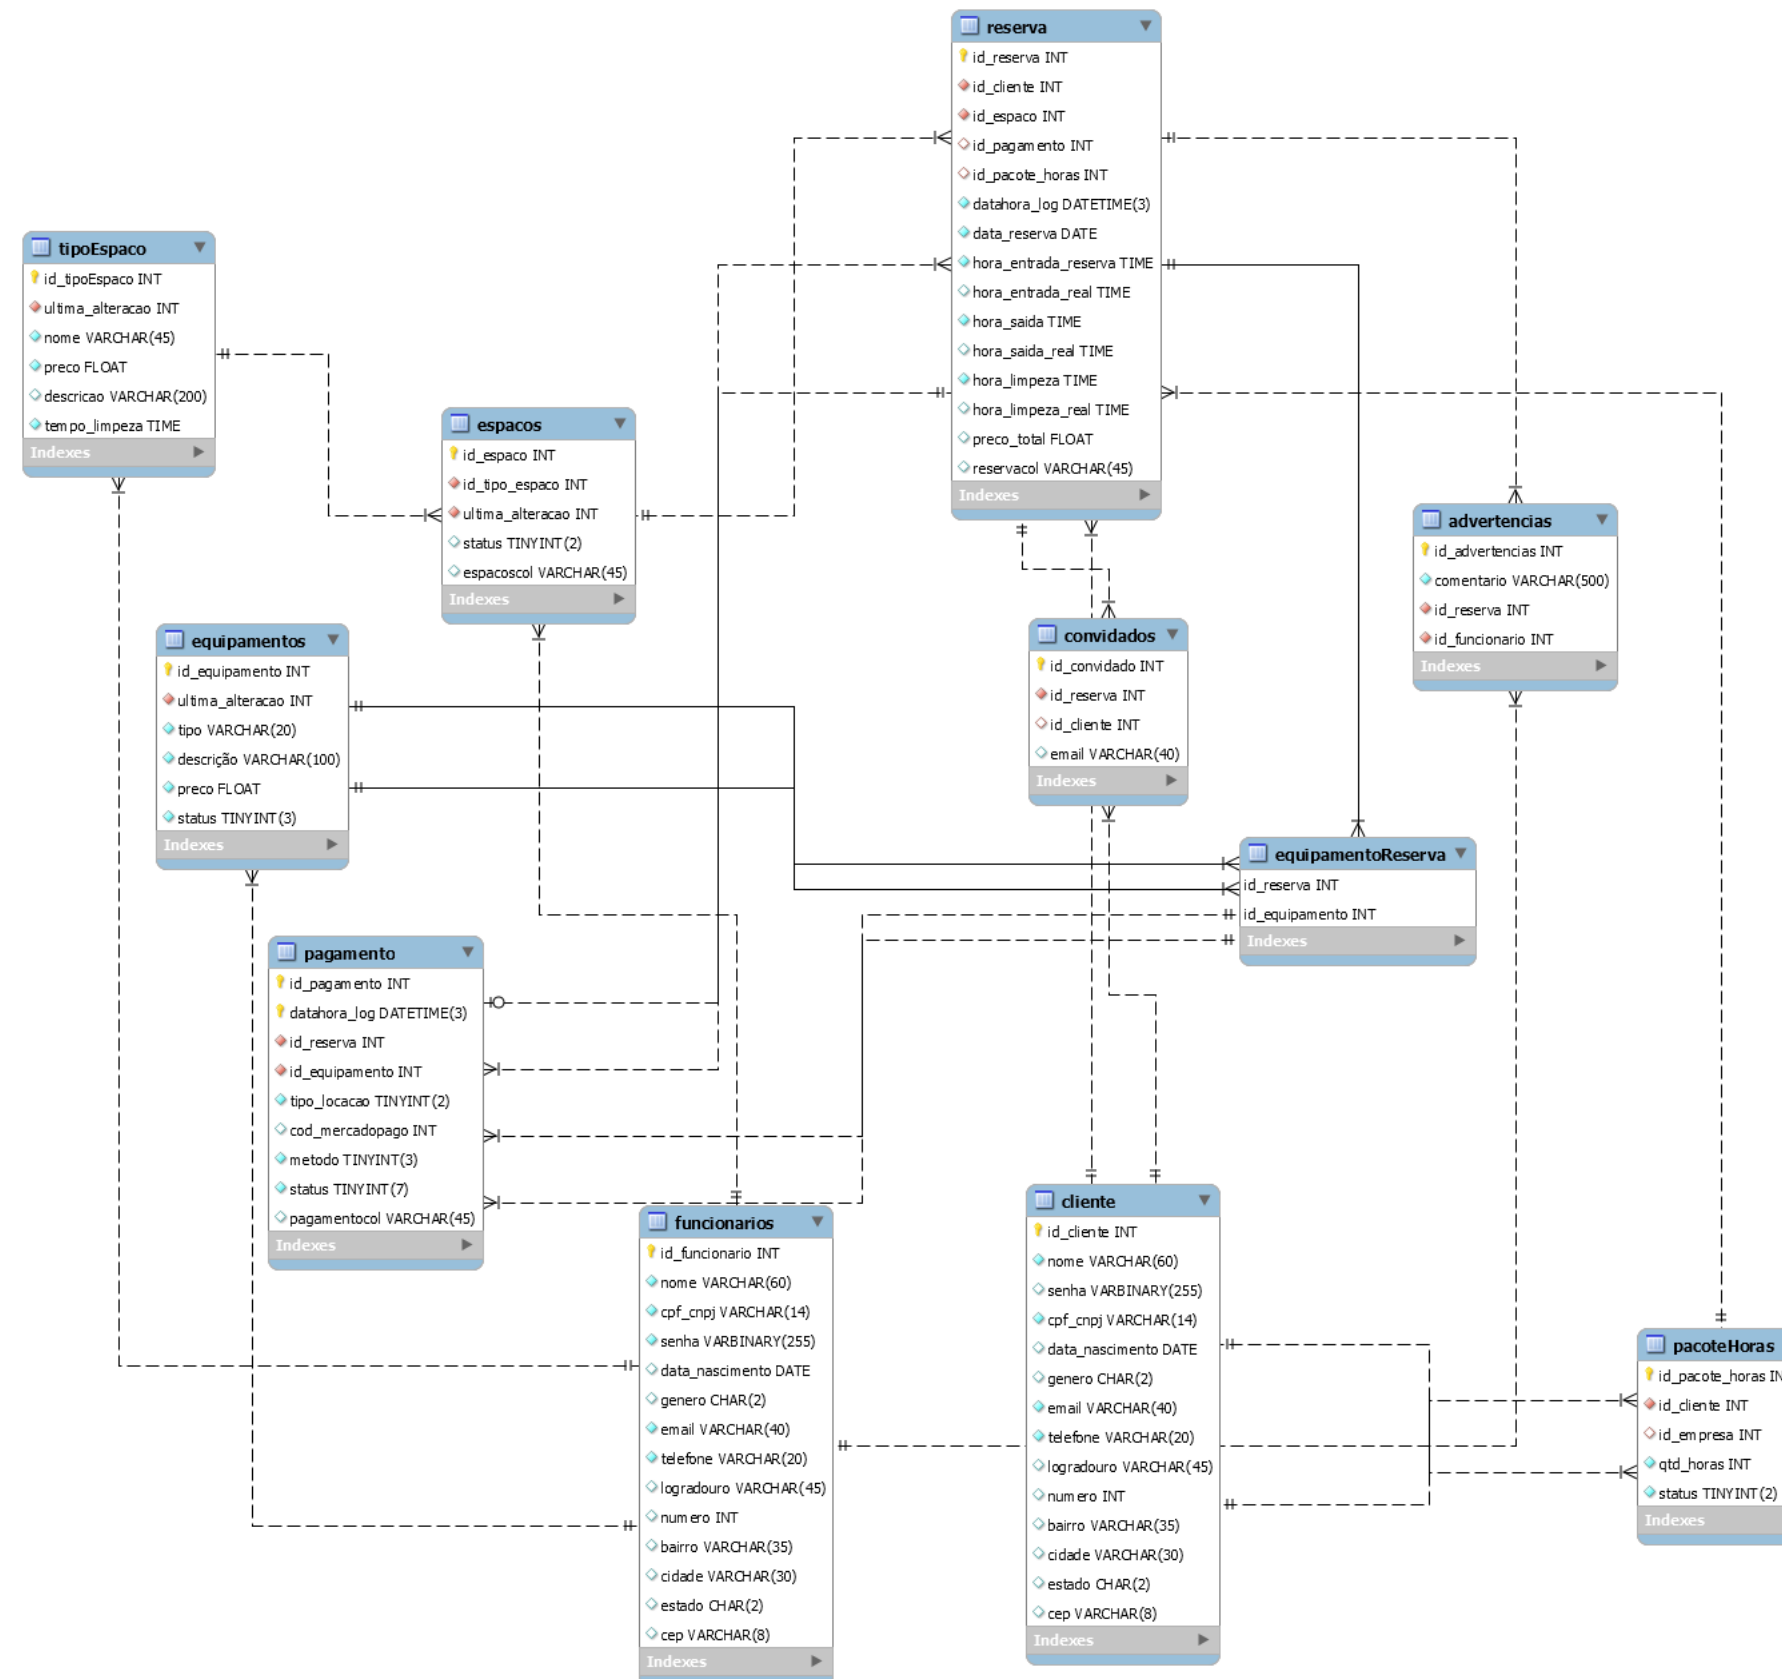 reserva
id_reserva INT
id_cliente INT
id_espaco INT
id_pagamento INT
id_pacote_horas INT
datahora_log DATETIME(3)
data_reserva DATE
hora_entrada_reserva TIME
hora_entrada_real TIME
hora_saida TIME
hora_saida_real TIME
hora_limpeza TIME
hora_limpeza_real TIME
preco_total FLOAT
reservacol VARCHAR(45)
Indexes
tipoEspaco
id_tipoEspaco INT
ultima_alteracao INT
nome VARCHAR(45)
preco FLOAT
descricao VARCHAR(200)
tempo_limpeza TIME
Indexes
espacos
id_espaco INT
id_tipo_espaco INT
ultima_alteracao INT
status TINYINT(2)
espacoscol VARCHAR(45)
Indexes
advertencias
id_advertencias INT
comentario VARCHAR(500)
id_reserva INT
id_funcionario INT
Indexes
equipamentos
id_equipamento INT
ultima_alteracao INT
tipo VARCHAR(20)
descrição VARCHAR(100)
preco FLOAT
status TINYINT(3)
Indexes
convidados
id_convidado INT
id_reserva INT
id_cliente INT
email VARCHAR(40)
Indexes
equipamentoReserva
id_reserva INT
id_equipamento INT
Indexes
pagamento
id_pagamento INT
datahora_log DATETIME(3)
id_reserva INT
id_equipamento INT
tipo_locacao TINYINT(2)
cod_mercadopago INT
metodo TINYINT(3)
status TINYINT(7)
pagamentocol VARCHAR(45)
Indexes
funcionarios
id_funcionario INT
nome VARCHAR(60)
cpf_cnpj VARCHAR(14)
senha VARBINARY(255)
data_nascimento DATE
genero CHAR(2)
email VARCHAR(40)
telefone VARCHAR(20)
logradouro VARCHAR(45)
numero INT
bairro VARCHAR(35)
cidade VARCHAR(30)
estado CHAR(2)
cep VARCHAR(8)
Indexes
cliente
id_cliente INT
nome VARCHAR(60)
senha VARBINARY(255)
cpf_cnpj VARCHAR(14)
data_nascimento DATE
genero CHAR(2)
email VARCHAR(40)
telefone VARCHAR(20)
logradouro VARCHAR(45)
numero INT
bairro VARCHAR(35)
cidade VARCHAR(30)
estado CHAR(2)
cep VARCHAR(8)
Indexes
pacoteHoras
id_pacote_horas IN
id_cliente INT
id_empresa INT
qtd_horas INT
status TINYINT(2)
Indexes